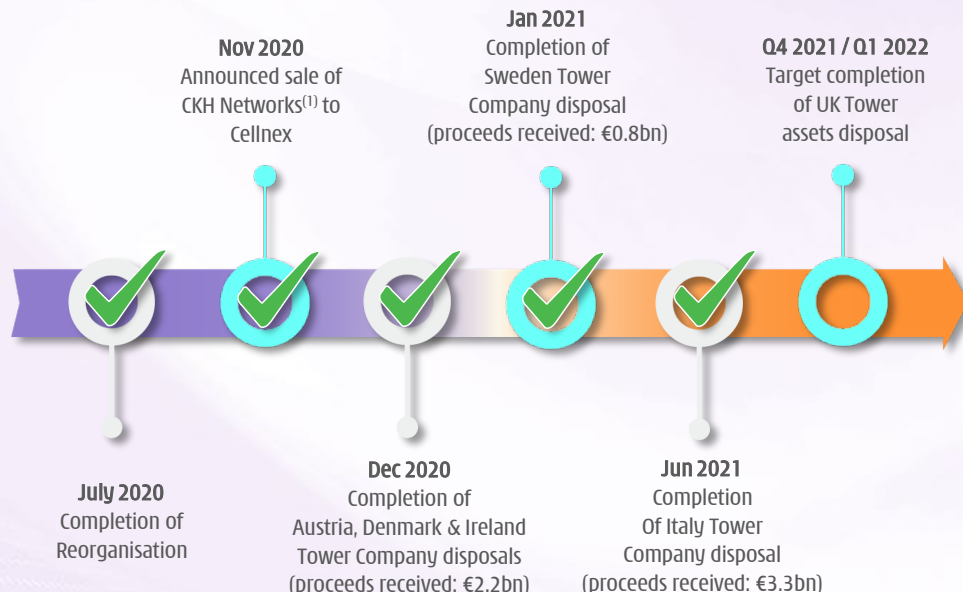 July 2020
Completion of
Reorganisation
Nov 2020
Announced sale of
CKH Networks(1) to
Cellnex
Dec 2020
Completion of
Austria, Denmark & Ireland
Tower Company disposals
(proceeds received: €2.2bn)
Jan 2021
Completion of
Sweden Tower
Company disposal
(proceeds received: €0.8bn)
Jun 2021
Completion
Of Italy Tower
Company disposal
(proceeds received: €3.3bn)
Q4 2021 / Q1 2022
Target completion
of UK Tower
assets disposal